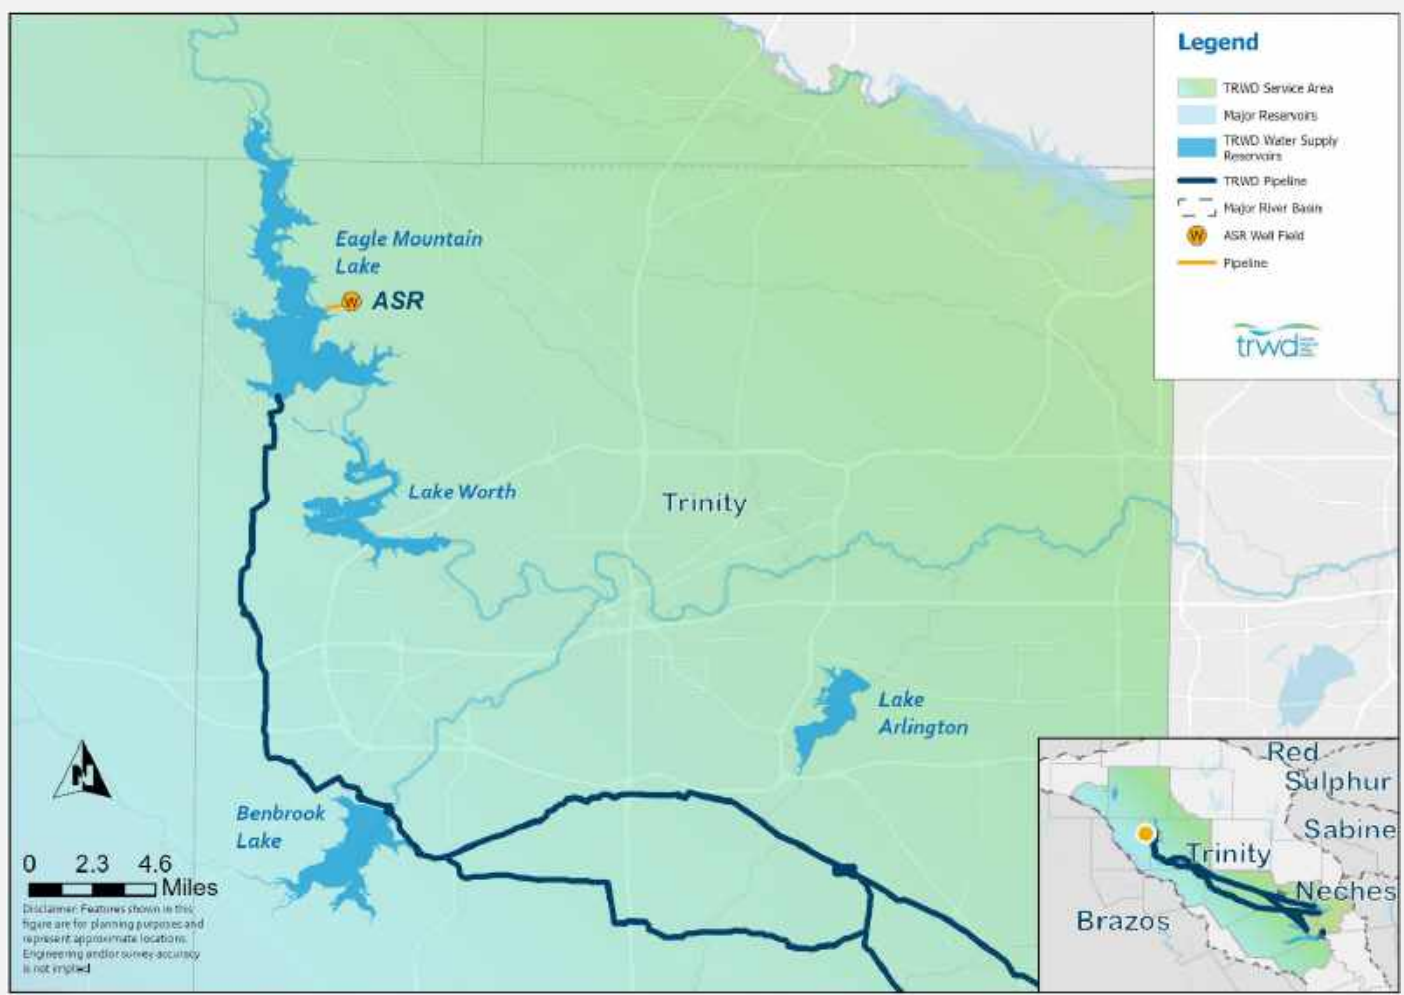 Legend
TRWD Service Area
Major Reservoirs
TRWD Water Supply
Reservoirs
TRWD Pipeline
Major River Basin
W
ASR Well Field
Pipeline
trwd
Eagle Mountain
Lake
W
ASR
Lake Worth
Trinity
Lake
Arlington
Benbrook
Lake
N
0 2.3 4.6
Miles
Disclaimer: Features shown in this
figure are for planning purposes and
represent approximate locations.
Engineering and/or survey accuracy
is not implied
Red
Sulphur
Sabine
Trinity
Neches
Brazos